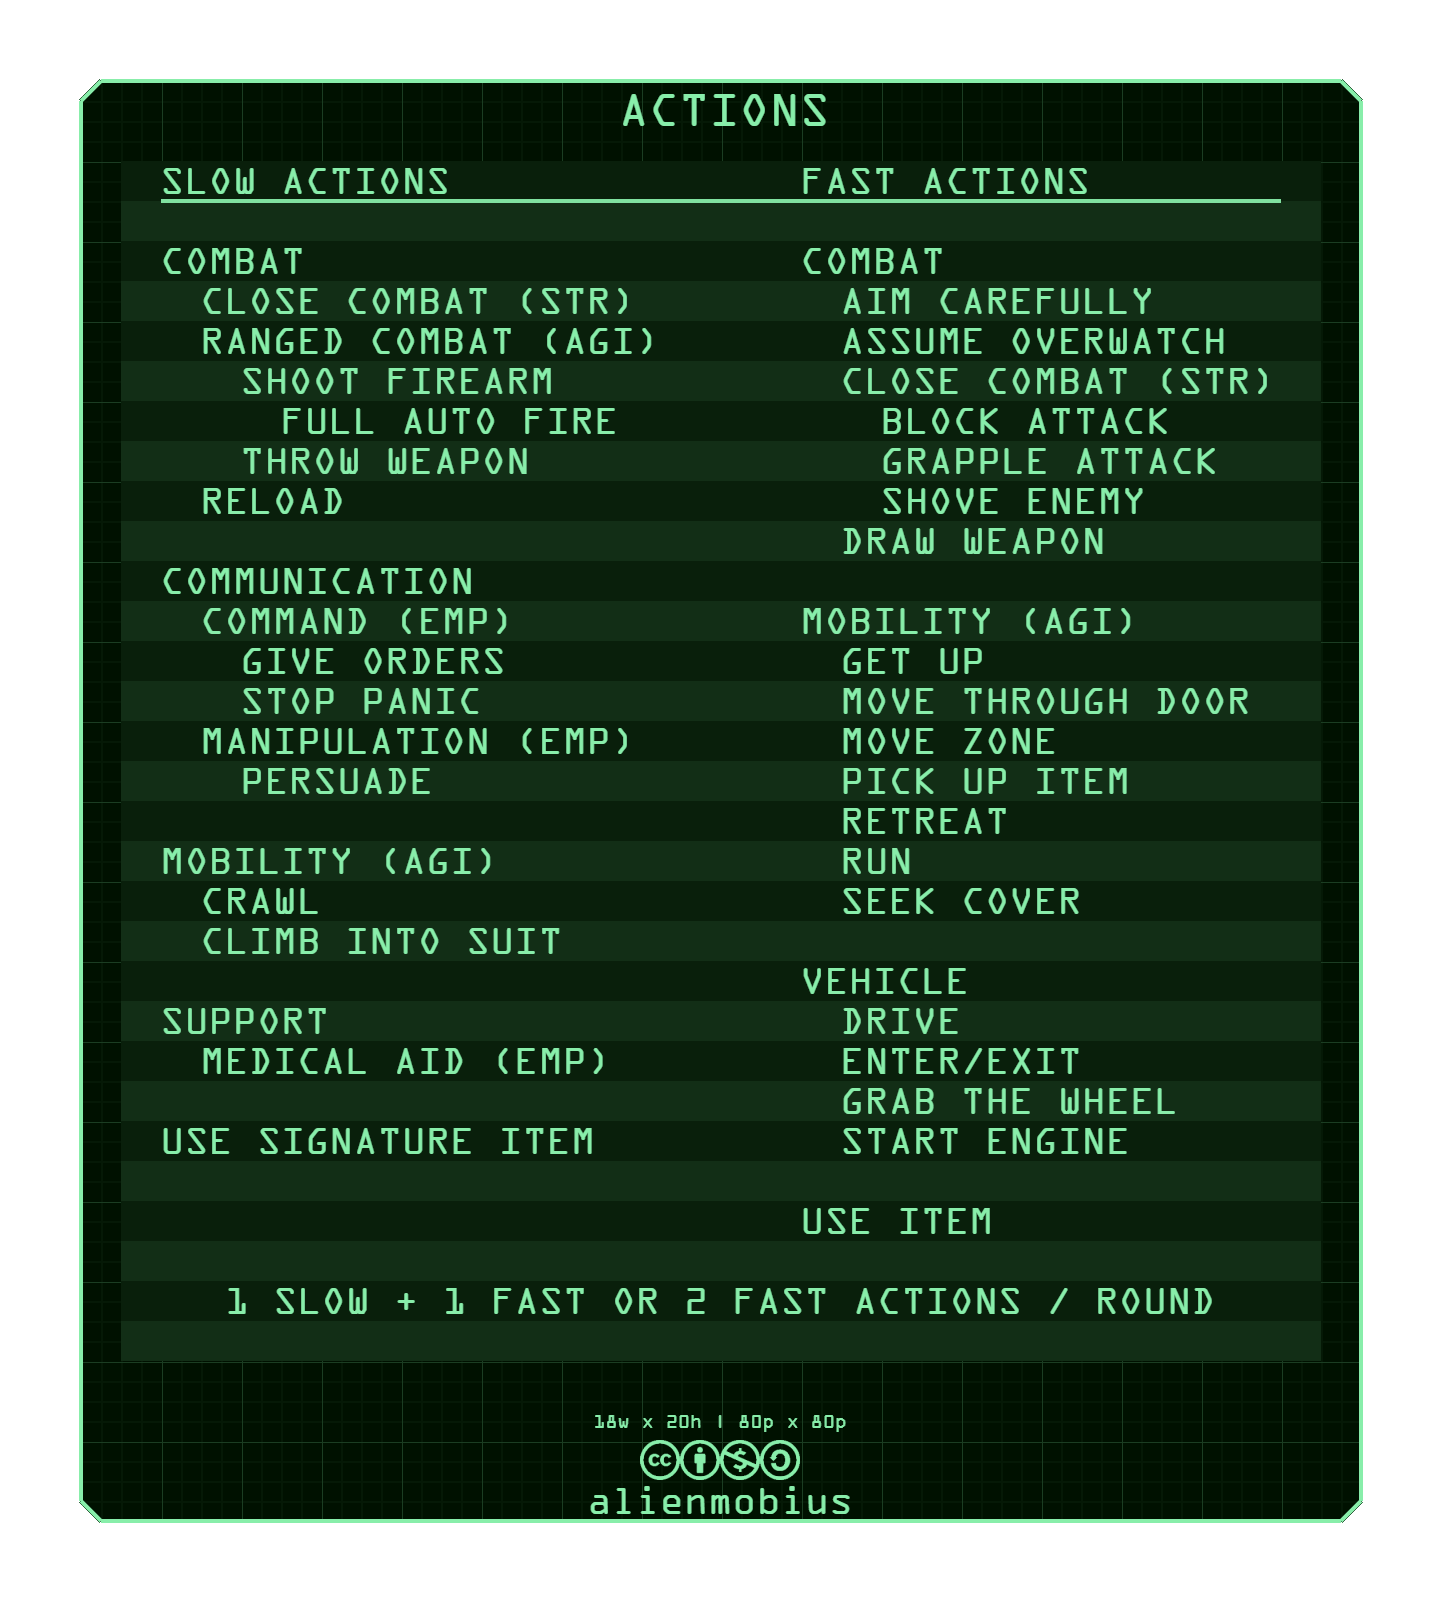 ACTIONS
SLOW ACTIONS
COMBAT
CLOSE COMBAT (STR)
RANGED COMBAT (AGI)
SHOOT FIREARM
FULL AUTO FIRE
THROW WEAPON
RELOAD
COMMUNICATION
COMMAND (EMP)
GIVE ORDERS
STOP PANIC
MANIPULATION (EMP)
PERSUADE
MOBILITY (AGI)
CRAWL
CLIMB INTO SUIT
SUPPORT
MEDICAL AID (EMP)
USE SIGNATURE ITEM
FAST ACTIONS
COMBAT
AIM CAREFULLY
ASSUME OVERWATCH
CLOSE COMBAT (STR)
BLOCK ATTACK
GRAPPLE ATTACK
SHOVE ENEMY
DRAW WEAPON
MOBILITY (AGI)
GET UP
MOVE THROUGH DOOR
MOVE ZONE
PICK UP ITEM
RETREAT
RUN
SEEK COVER
VEHICLE
DRIVE
ENTER/EXIT
GRAB THE WHEEL
START ENGINE
USE ITEM
1 SLOW + 1 FAST OR 2 FAST ACTIONS / ROUND
18w x 20h | 80p x 80p
cc
alienmobius